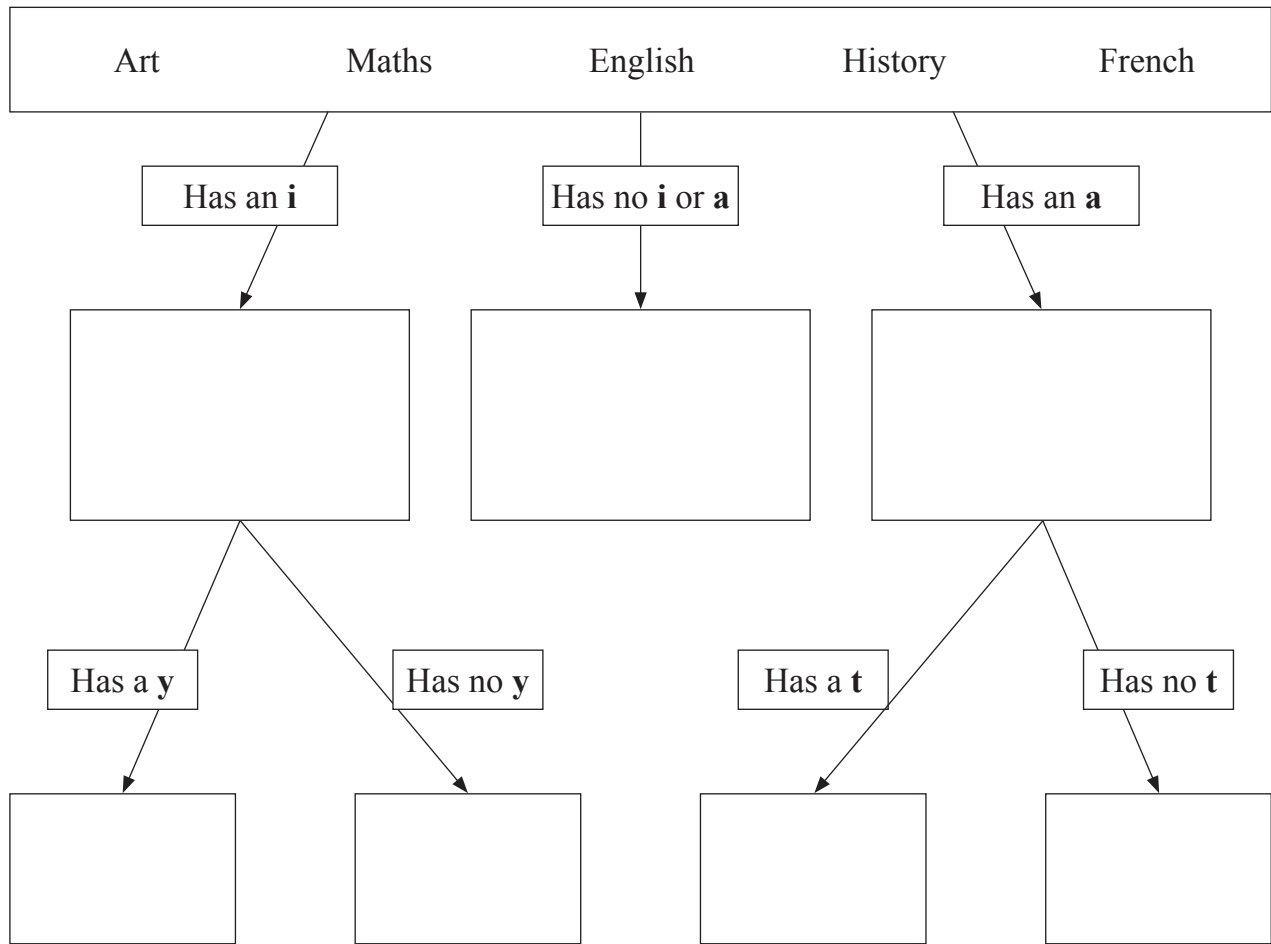 Art Maths English History French
Has an i Has no i or a Has an a
Has a y Has no y Has a t Has no t